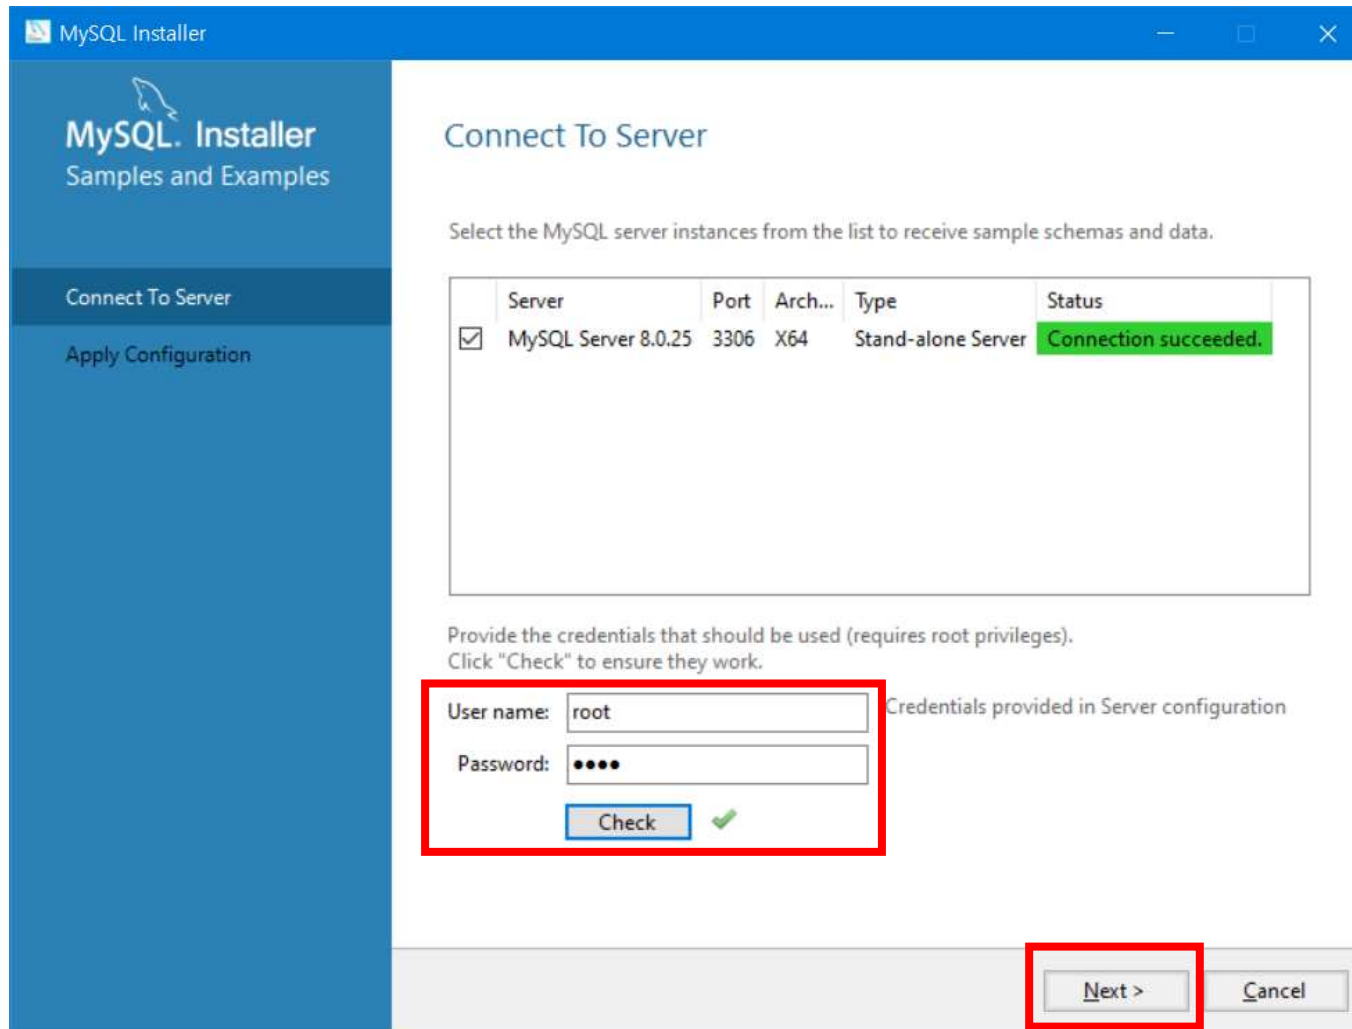 MySQL Installer
MySQL. Installer
Samples and Examples
Connect To Server
Apply Configuration
Connect To Server
Select the MySQL server instances from the list to receive sample schemas and data.
Server Port Arch... Type Status
MySQL Server 8.0.25 3306 X64 Stand-alone Server Connection succeeded.
Provide the credentials that should be used (requires root privileges).
Click "Check" to ensure they work.
User name: root Credentials provided in Server configuration
Password: ●●●●
Check
Next > Cancel